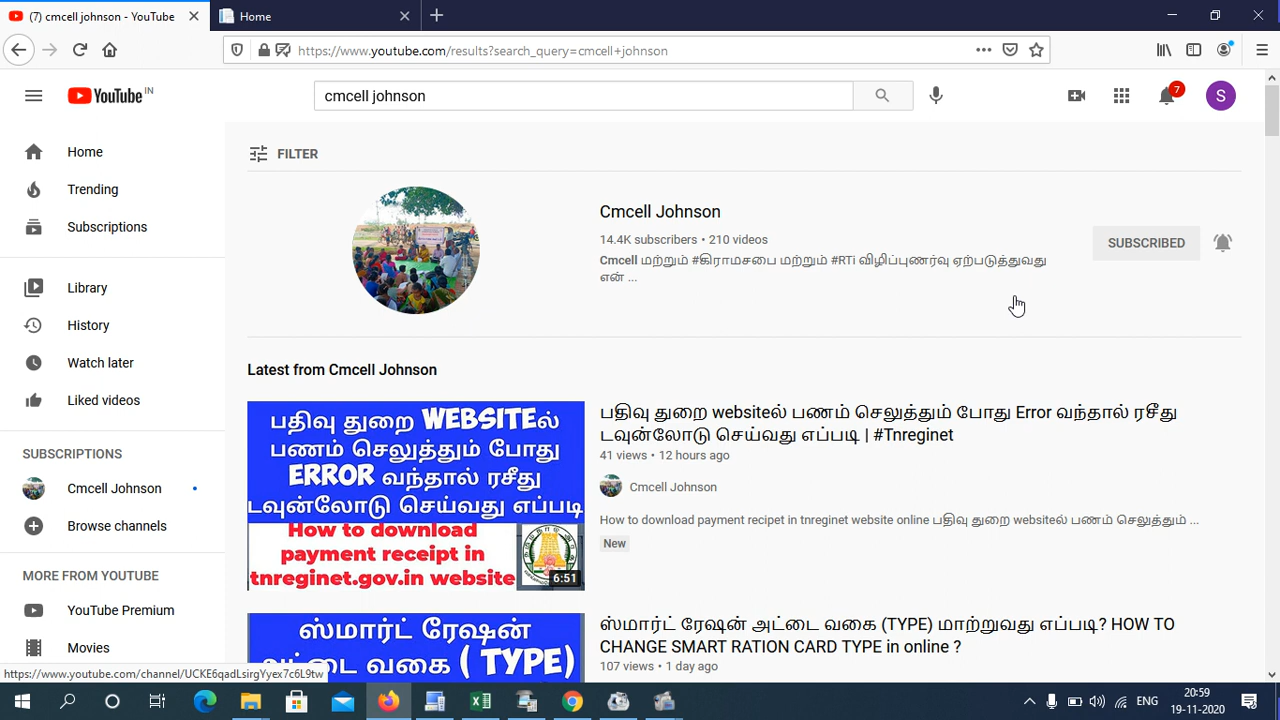 (7) cmcell johnson - YouTube
Home
https://www.youtube.com/results?search_query=cmcell+johnson
YouTube IN
cmcell johnson
7
S
Home
Trending
Subscriptions
Library
History
Watch later
Liked videos
SUBSCRIPTIONS
Cmcell Johnson
Browse channels
MORE FROM YOUTUBE
YouTube Premium
Movies
FILTER
Cmcell Johnson
14.4K subscribers • 210 videos
Cmcell மற்றும் #கிராமசபை மற்றும் #RTi விழிப்புணர்வு ஏற்படுத்துவது
என் ...
SUBSCRIBED
Latest from Cmcell Johnson
பதிவு துறை WEBSITEல்
பணம் செலுத்தும் போது
ERROR வந்தால் ரசீது
டவுன்லோடு செய்வது எப்படி
How to download
payment receipt in
tnreginet.gov.in website
6:51
பதிவு துறை websiteல் பணம் செலுத்தும் போது Error வந்தால் ரசீது
டவுன்லோடு செய்வது எப்படி | #Tnreginet
41 views • 12 hours ago
Cmcell Johnson
How to download payment recipet in tnreginet website online பதிவு துறை websiteல் பணம் செலுத்தும் ...
New
ஸ்மார்ட் ரேஷன்
அட்டை வகை ( TYPE)
ஸ்மார்ட் ரேஷன் அட்டை வகை (TYPE) மாற்றுவது எப்படி? HOW TO
CHANGE SMART RATION CARD TYPE in online ?
107 views • 1 day ago
https://www.youtube.com/channel/UCKE6qadLsirgYyex7c6L9tw
ENG
20:59
19-11-2020